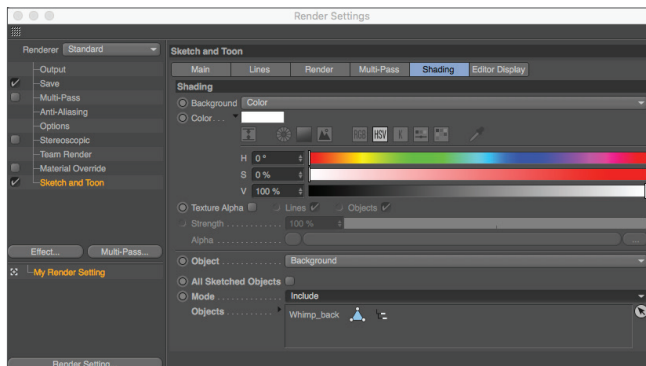 Render Settings
Renderer Standard
Output
Save
Multi-Pass
Anti-Aliasing
Options
Stereoscopic
Team Render
Material Override
Sketch and Toon
Effect... Multi-Pass...
My Render Setting
Render Setting
Sketch and Toon
Main Lines Render Multi-Pass Shading Editor Display
Shading
Background Color
Color. . .
RGB HSV K
H 0 °
S 0 %
V 100 %
Texture Alpha Lines Objects
Strength . . . . . . . . . . . 100 %
Alpha . . . . . . . . . . . . . . ...
Object . . . . . . . . . . . . Background
All Sketched Objects
Mode . . . . . . . . . . . . . Include
Objects . . . . . . . . . Whimp_back